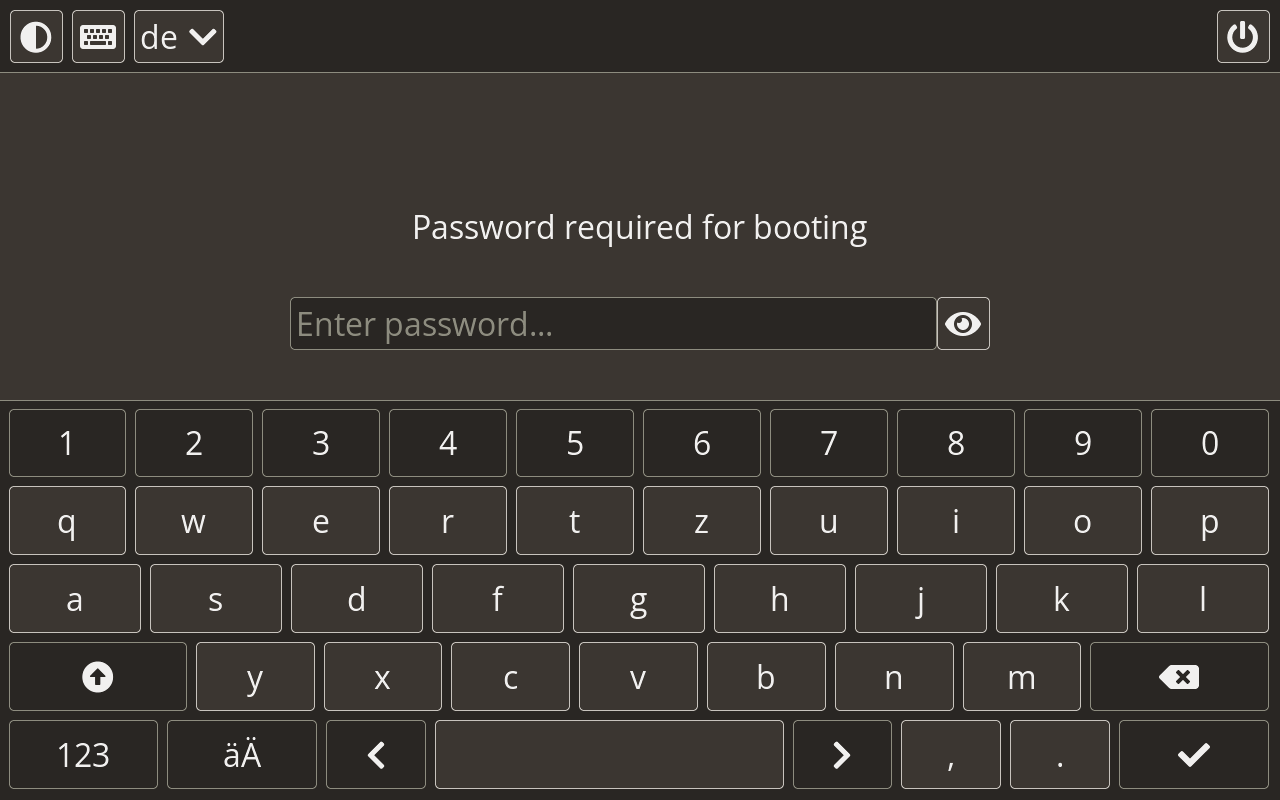 de
Password required for booting
Enter password...
1 2 3 4 5 6 7 8 9 0
q w e r t z u i o p
a s d f g h j k l
y x c v b n m
123 äÄ , .